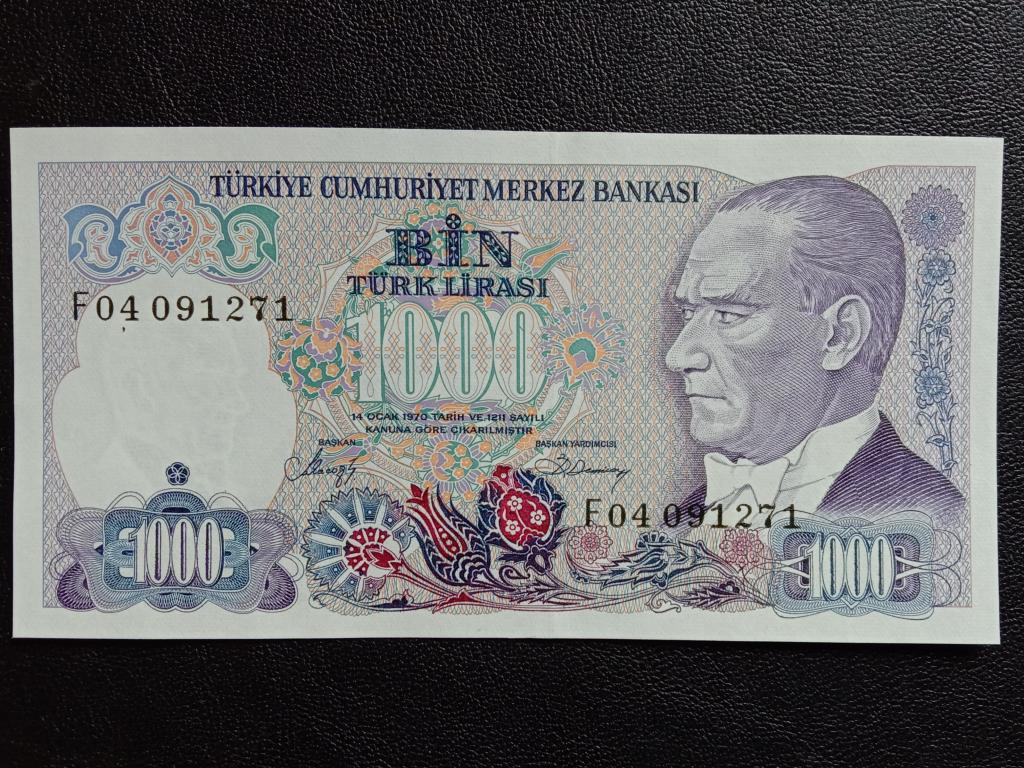 TÜRKİYE CUMHURİYET MERKEZ BANKASI
BİN
TÜRK LİRASI
F04 091271
1000
14 OCAK 1970 TARİH VE 1211 SAYILI
KANUNA GÖRE ÇIKARILMIŞTIR
BAŞKAN
BAŞKAN YARDIMCISI
F04 091271
1000
1000